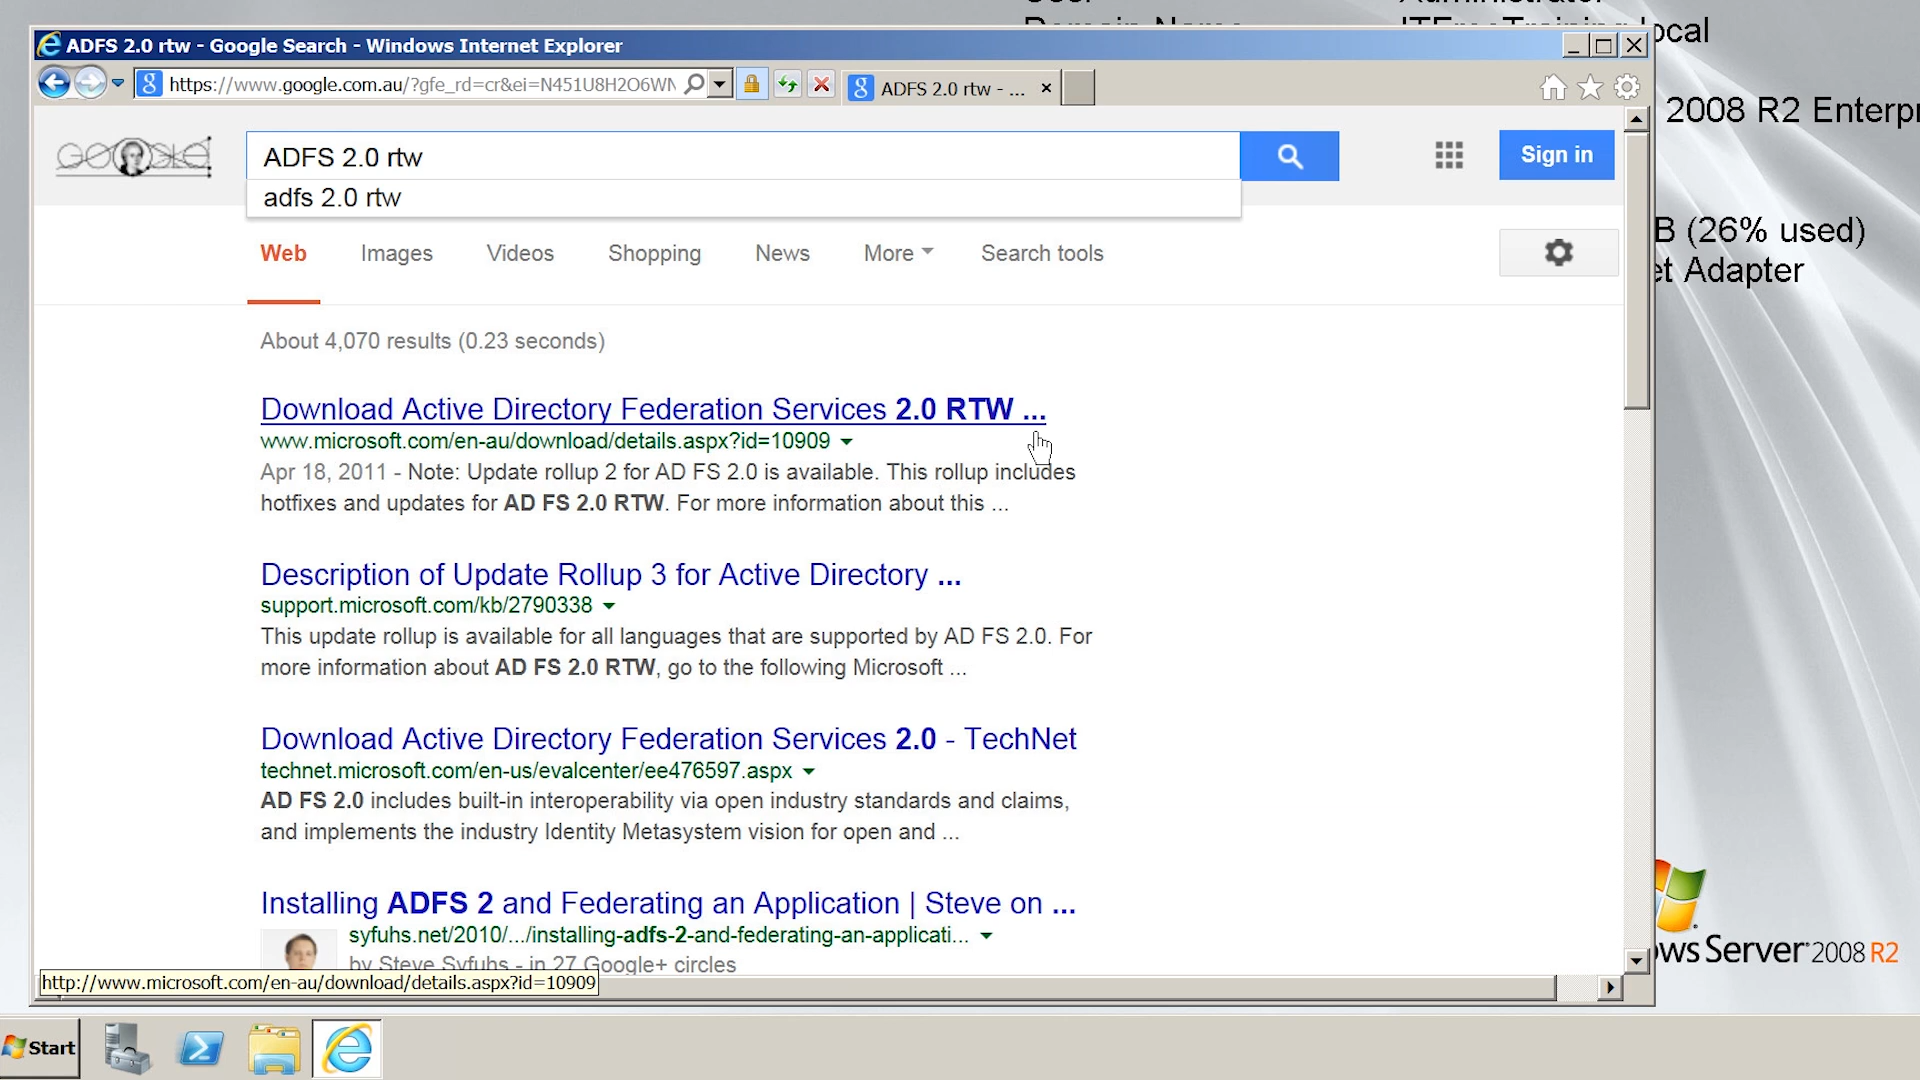 ocal
ADFS 2.0 rtw - Google Search - Windows Internet Explorer
https://www.google.com.au/?gfe_rd=cr&ei=N451U8H2O6WN
ADFS 2.0 rtw - ...
2008 R2 Enterpr
GOOGLE
ADFS 2.0 rtw
Sign in
adfs 2.0 rtw
B (26% used)
et Adapter
Web Images Videos Shopping News More Search tools
About 4,070 results (0.23 seconds)
Download Active Directory Federation Services 2.0 RTW ...
www.microsoft.com/en-au/download/details.aspx?id=10909
Apr 18, 2011 - Note: Update rollup 2 for AD FS 2.0 is available. This rollup includes
hotfixes and updates for AD FS 2.0 RTW. For more information about this ...
Description of Update Rollup 3 for Active Directory ...
support.microsoft.com/kb/2790338
This update rollup is available for all languages that are supported by AD FS 2.0. For
more information about AD FS 2.0 RTW, go to the following Microsoft ...
Download Active Directory Federation Services 2.0 - TechNet
technet.microsoft.com/en-us/evalcenter/ee476597.aspx
AD FS 2.0 includes built-in interoperability via open industry standards and claims,
and implements the industry Identity Metasystem vision for open and ...
Installing ADFS 2 and Federating an Application | Steve on ...
syfuhs.net/2010/.../installing-adfs-2-and-federating-an-applicati...
by Steve Syfuhs - in 27 Google+ circles
ows Server 2008 R2
http://www.microsoft.com/en-au/download/details.aspx?id=10909
Start